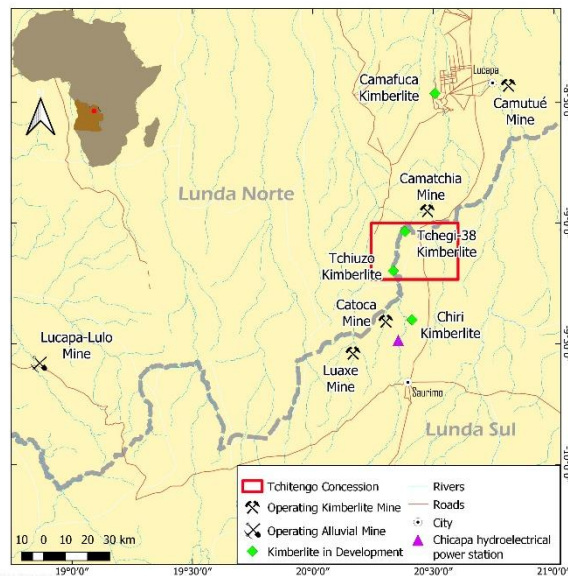 Camafuca
Kimberlite
Lucapa
Camutué
Mine
Lunda Norte
Camatchia
Mine
Tchegi-38
Kimberlite
Tchiuzo
Kimberlite
Catoca
Mine
Chiri
Kimberlite
Lucapa-Lulo
Mine
Luaxe
Mine
Saurimo
Lunda Sul
Tchitengo Concession
Operating Kimberlite Mine
Operating Alluvial Mine
Kimberlite in Development
Rivers
Roads
City
Chicapa hydroelectrical
power station
10 0 10 20 30 km
19°0'0 19°30'0 20°0'0 20°30'0 21°0'0